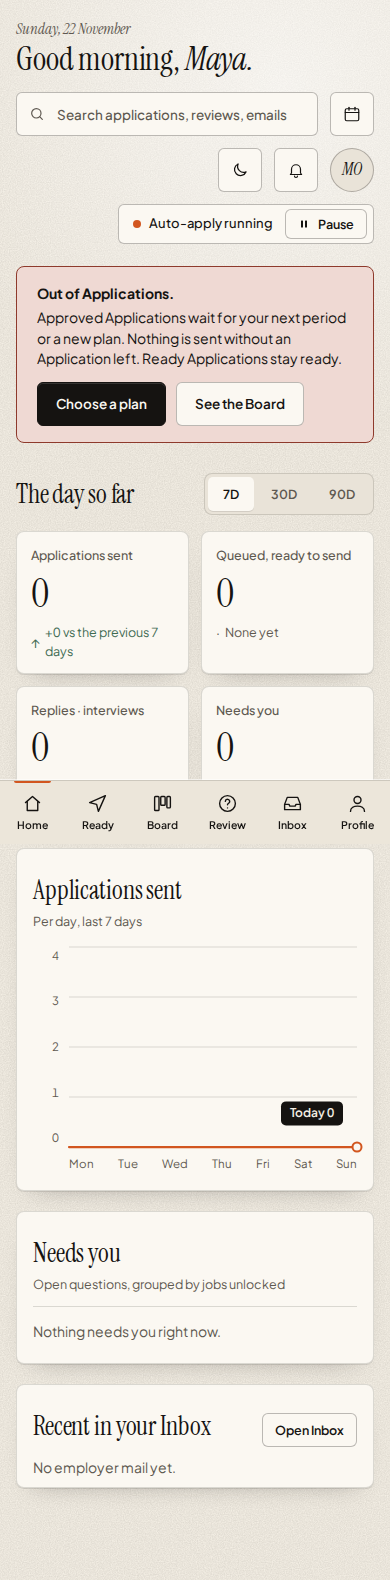 Sunday, 22 November
Good morning, Maya.
Search applications, reviews, emails
MO
Auto-apply running
Pause
Out of Applications.
Approved Applications wait for your next period
or a new plan. Nothing is sent without an
Application left. Ready Applications stay ready.
Choose a plan
See the Board
The day so far
7D
30D
90D
Applications sent
0
↑ +0 vs the previous 7
days
Queued, ready to send
0
· None yet
Replies · interviews
0
Needs you
0
Home
Ready
Board
Review
Inbox
Profile
Applications sent
Per day, last 7 days
4
3
2
1
0
Today 0
Mon Tue Wed Thu Fri Sat Sun
Needs you
Open questions, grouped by jobs unlocked
Nothing needs you right now.
Recent in your Inbox
Open Inbox
No employer mail yet.